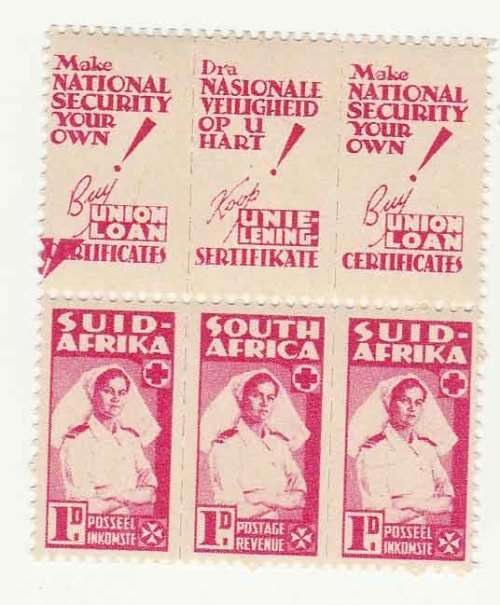 Make
NATIONAL
SECURITY
YOUR
OWN!
Buy
UNION
LOAN
CERTIFICATES
Dra
NASIONALE
VEILIGHEID
OP U
HART!
Koop
UNIE-
LENING-
SERTIFIKATE
Make
NATIONAL
SECURITY
YOUR
OWN!
Buy
UNION
LOAN
CERTIFICATES
SUID-
AFRIKA
1D.
POSSEEL
INKOMSTE
SOUTH
AFRICA
1D.
POSTAGE
REVENUE
SUID-
AFRIKA
1D.
POSSEEL
INKOMSTE